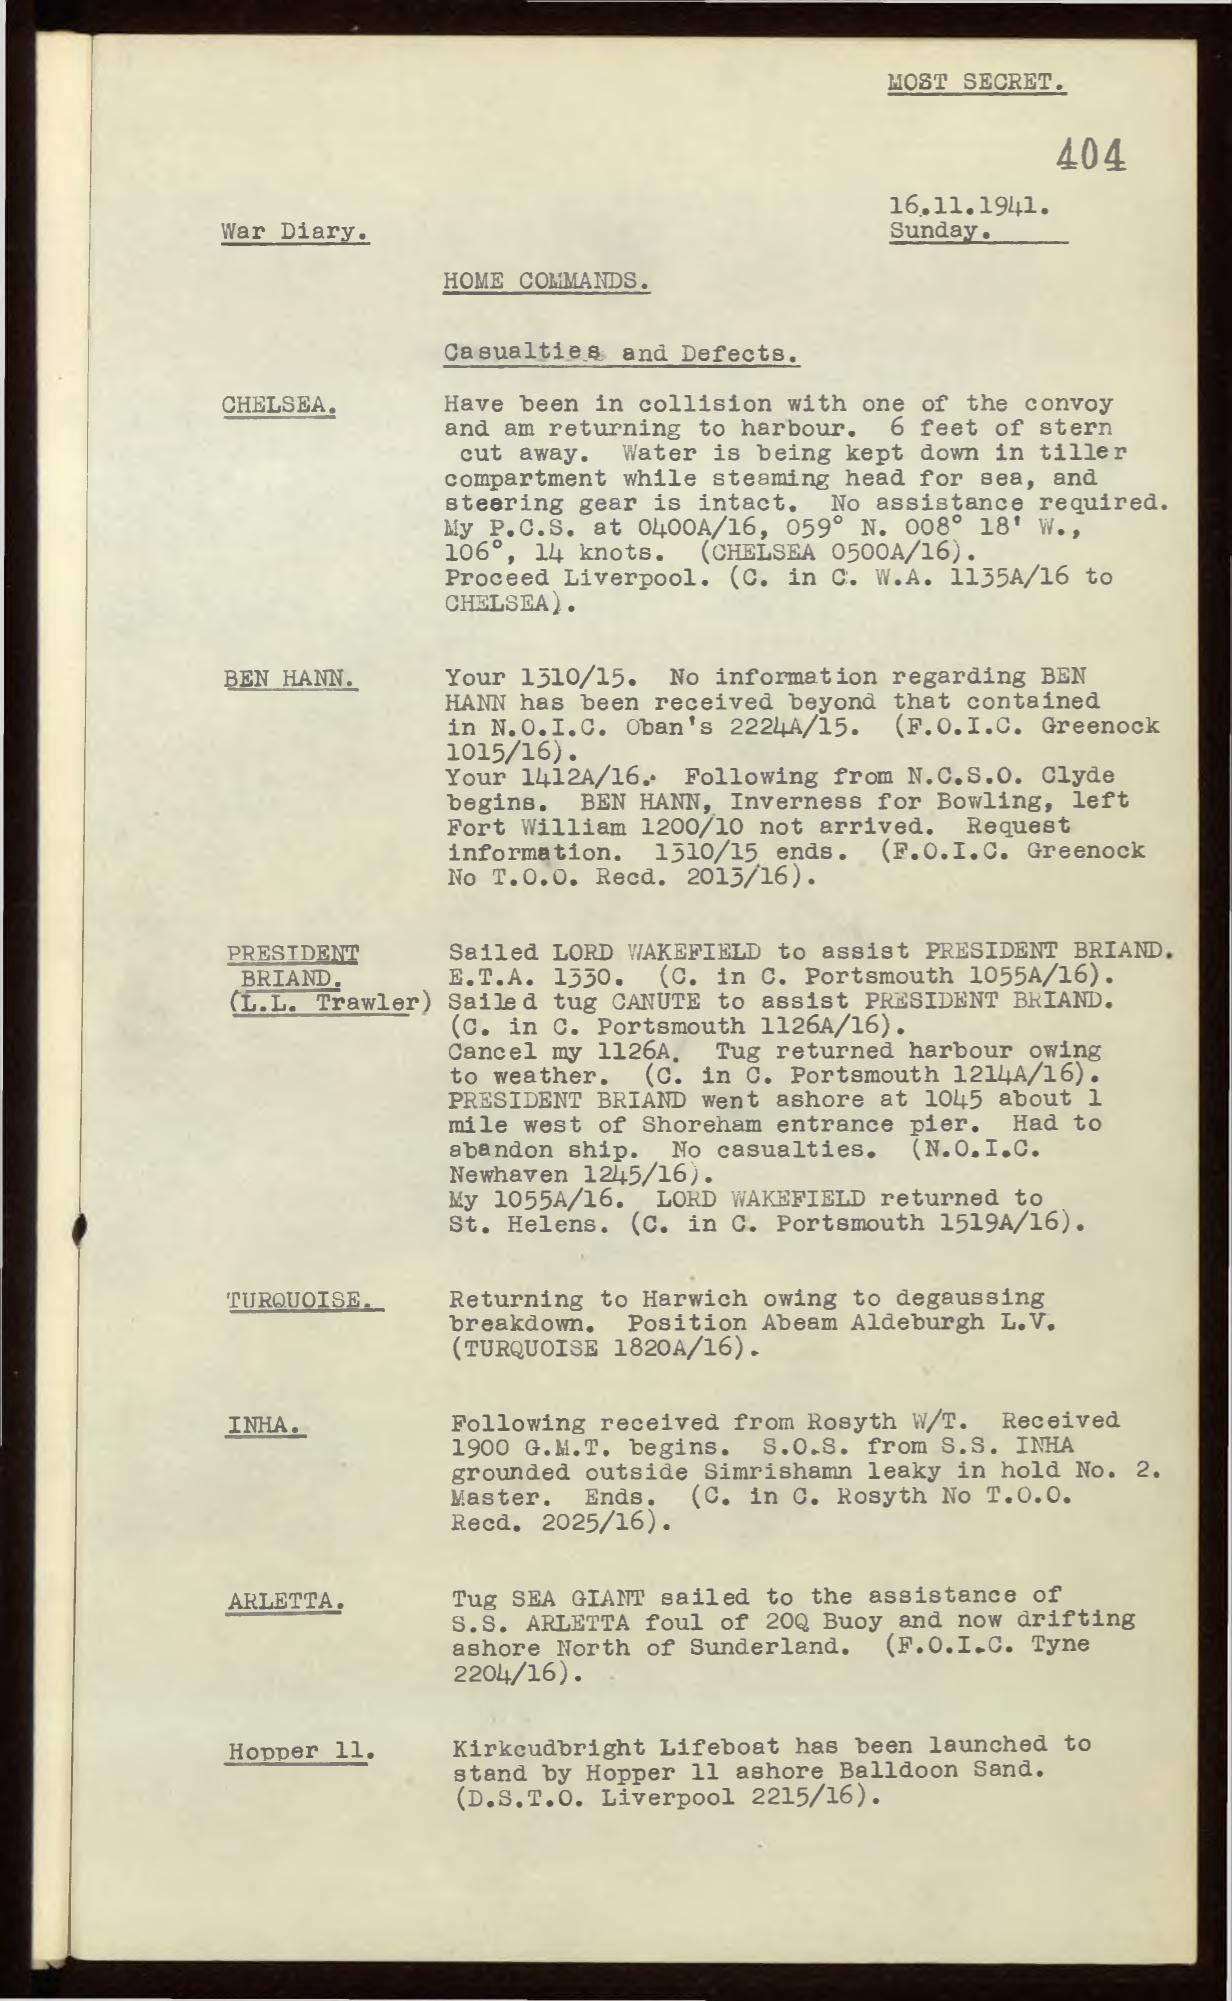 MOST SECRET.
404
16.11.1941.
War Diary.
Sunday.
HOME COMMANDS.
Casualties and Defects.
CHELSEA.
Have been in collision with one of the convoy
and am returning to harbour. 6 feet of stern
cut away. Water is being kept down in tiller
compartment while steaming head for sea, and
steering gear is intact. No assistance required.
My P.C.S. at 0400A/16, 059° N. 008° 18' W.,
106°, 14 knots. (CHELSEA 0500A/16).
Proceed Liverpool. (C. in C. W.A. 1135A/16 to
CHELSEA).
BEN HANN.
Your 1310/15. No information regarding BEN
HANN has been received beyond that contained
in N.O.I.C. Oban's 2224A/15. (F.O.I.C. Greenock
1015/16).
Your 1412A/16. Following from N.C.S.O. Clyde
begins. BEN HANN, Inverness for Bowling, left
Fort William 1200/10 not arrived. Request
information. 1310/15 ends. (F.O.I.C. Greenock
No T.O.O. Recd. 2013/16).
PRESIDENT
BRIAND.
(L.L. Trawler)
Sailed LORD WAKEFIELD to assist PRESIDENT BRIAND.
E.T.A. 1330. (C. in C. Portsmouth 1055A/16).
Sailed tug CANUTE to assist PRESIDENT BRIAND.
(C. in C. Portsmouth 1126A/16).
Cancel my 1126A. Tug returned harbour owing
to weather. (C. in C. Portsmouth 1214A/16).
PRESIDENT BRIAND went ashore at 1045 about 1
mile west of Shoreham entrance pier. Had to
abandon ship. No casualties. (N.O.I.C.
Newhaven 1245/16).
My 1055A/16. LORD WAKEFIELD returned to
St. Helens. (C. in C. Portsmouth 1519A/16).
TURQUOISE.
Returning to Harwich owing to degaussing
breakdown. Position Abeam Aldeburgh L.V.
(TURQUOISE 1820A/16).
INHA.
Following received from Rosyth W/T. Received
1900 G.M.T. begins. S.O.S. from S.S. INHA
grounded outside Simrishamn leaky in hold No. 2.
Master. Ends. (C. in C. Rosyth No T.O.O.
Recd. 2025/16).
ARLETTA.
Tug SEA GIANT sailed to the assistance of
S.S. ARLETTA foul of 20Q Buoy and now drifting
ashore North of Sunderland. (F.O.I.C. Tyne
2204/16).
Hopper 11.
Kirkcudbright Lifeboat has been launched to
stand by Hopper 11 ashore Balldoon Sand.
(D.S.T.O. Liverpool 2215/16).